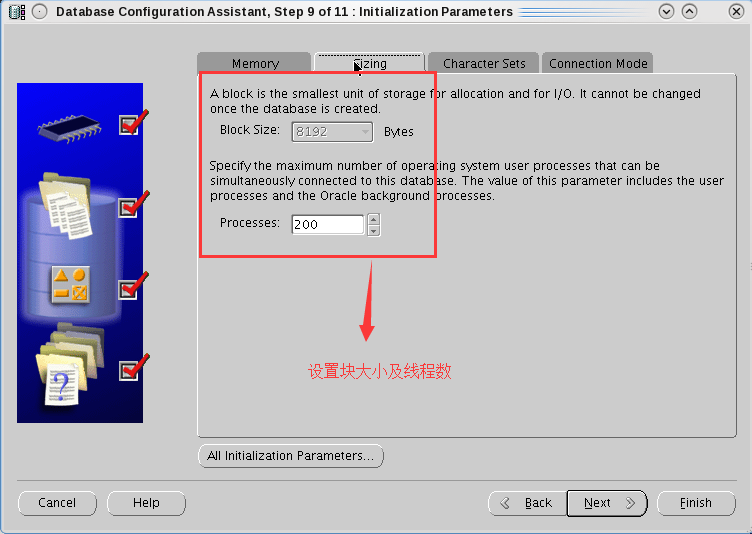 Database Configuration Assistant, Step 9 of 11 : Initialization Parameters
Memory
Sizing
Character Sets
Connection Mode
A block is the smallest unit of storage for allocation and for I/O. It cannot be changed
once the database is created.
Block Size: 8192 Bytes
Specify the maximum number of operating system user processes that can be
simultaneously connected to this database. The value of this parameter includes the user
processes and the Oracle background processes.
Processes: 200
设置块大小及线程数
All Initialization Parameters...
Cancel
Help
Back
Next
Finish